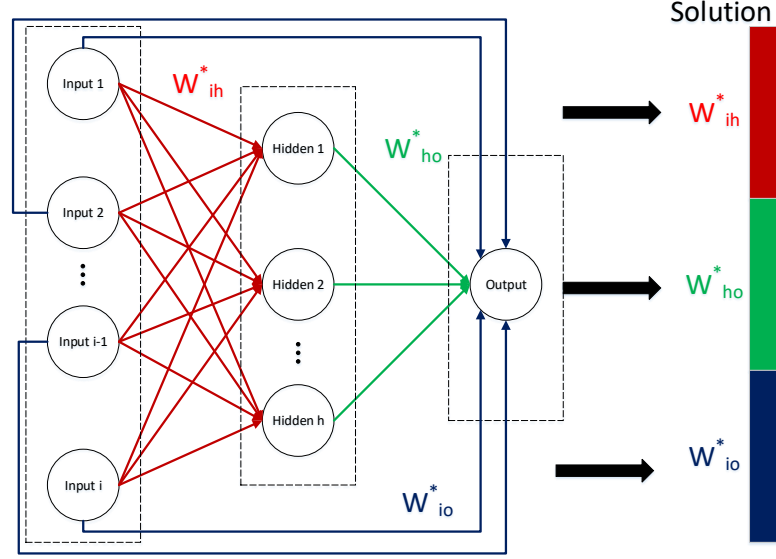 Solution
Input 1
W*ih
W*ih
Hidden 1
W*ho
Input 2
...
Hidden 2
Output
W*ho
Input i-1
...
Hidden h
Input i
W*io
W*io